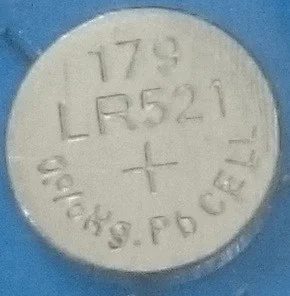 179
LR521
+
0%Hg.Pb CELL